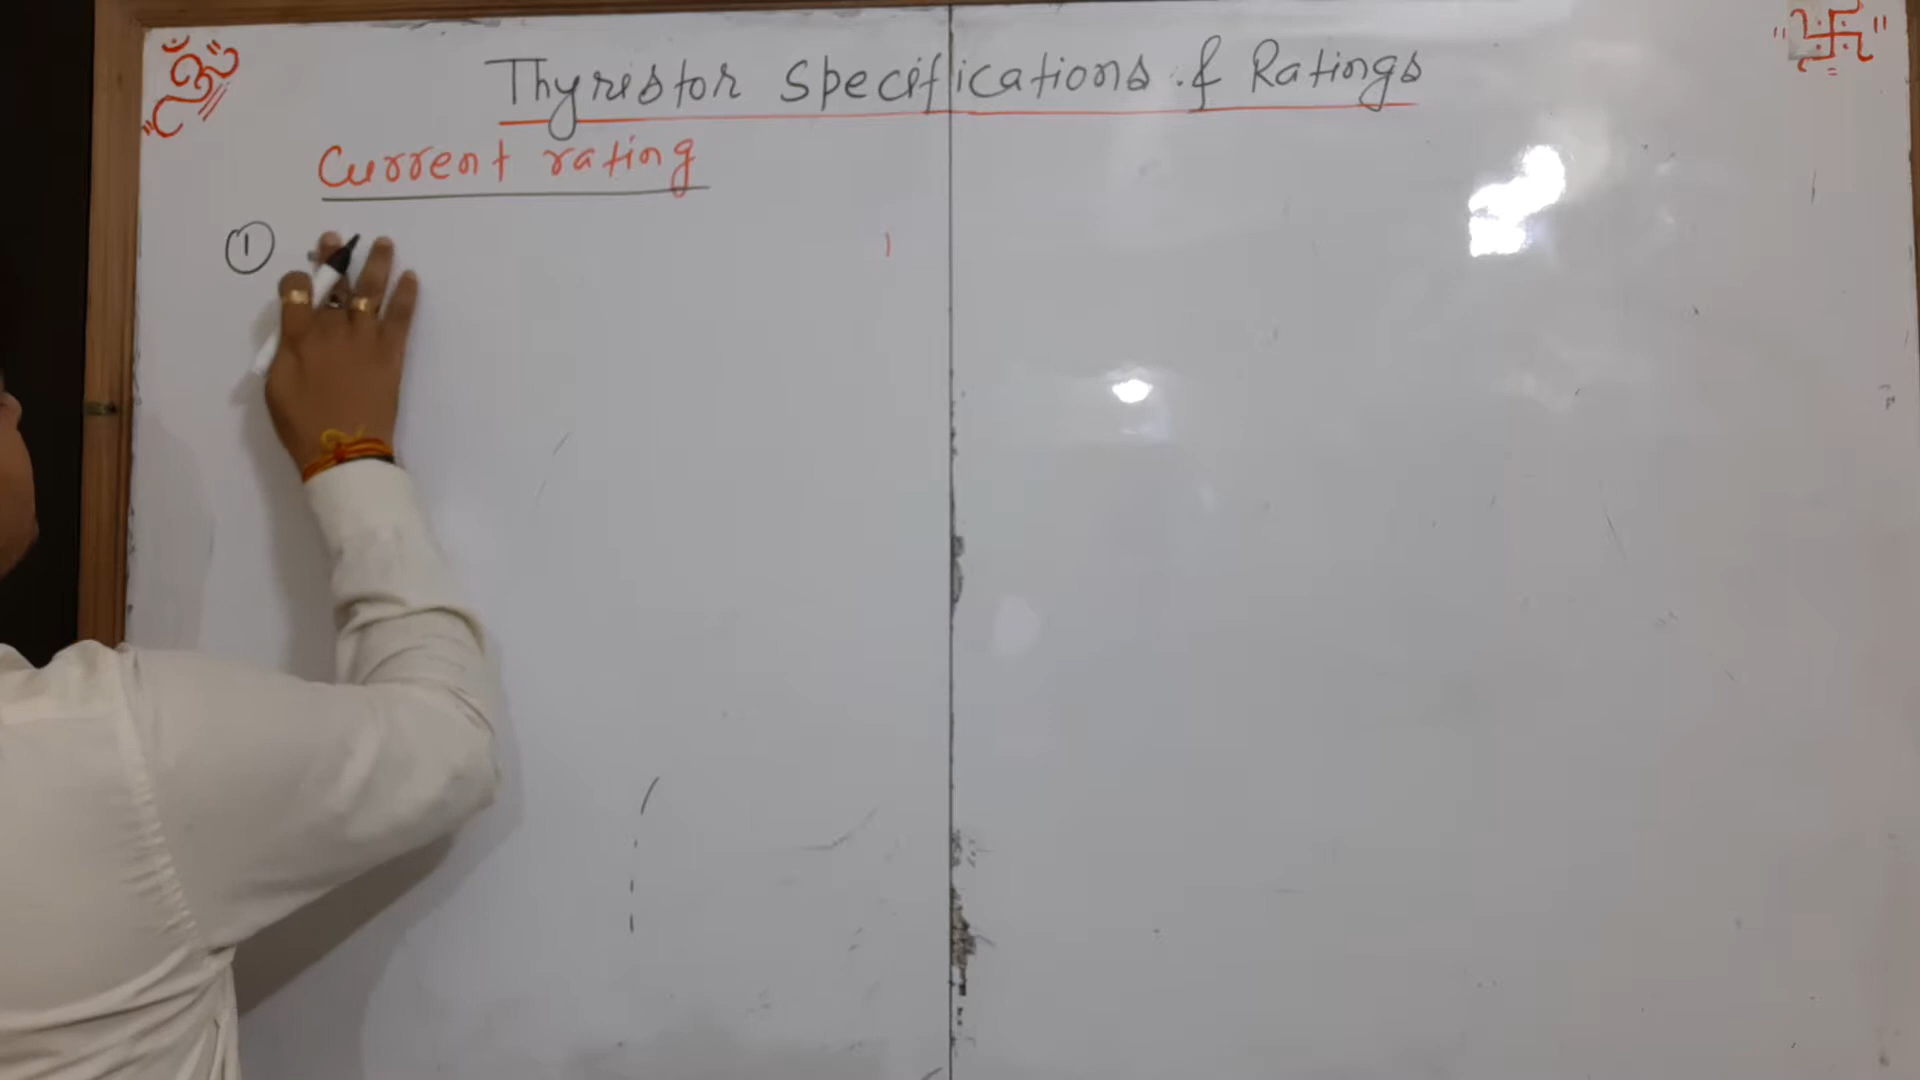 ॐ
Thyristor specifications & Ratings
Current rating
①